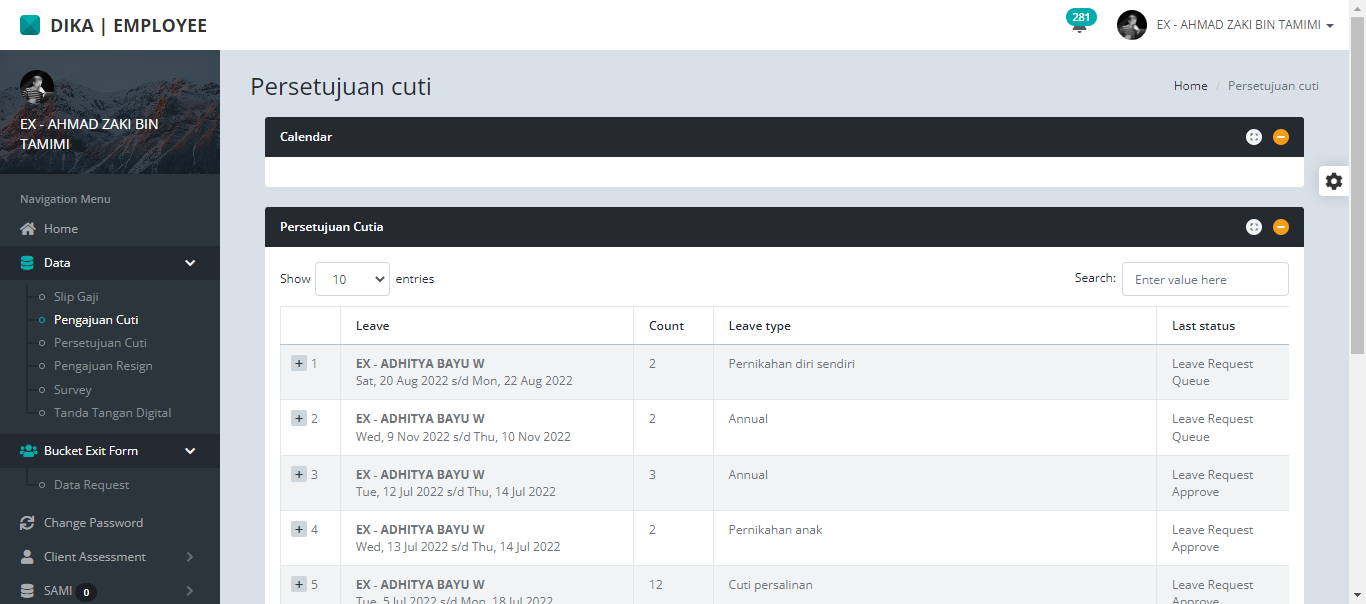 DIKA | EMPLOYEE
281
EX - AHMAD ZAKI BIN TAMIMI
EX - AHMAD ZAKI BIN
TAMIMI
Navigation Menu
Home
Data
Slip Gaji
Pengajuan Cuti
Persetujuan Cuti
Pengajuan Resign
Survey
Tanda Tangan Digital
Bucket Exit Form
Data Request
Change Password
Client Assessment
SAMI 0
Persetujuan cuti
Home / Persetujuan cuti
Calendar
Persetujuan Cutia
Show 10 entries
Search: Enter value here
Leave Count Leave type Last status
1 EX - ADHITYA BAYU W 2 Pernikahan diri sendiri Leave Request
Sat, 20 Aug 2022 s/d Mon, 22 Aug 2022 Queue
2 EX - ADHITYA BAYU W 2 Annual Leave Request
Wed, 9 Nov 2022 s/d Thu, 10 Nov 2022 Queue
3 EX - ADHITYA BAYU W 3 Annual Leave Request
Tue, 12 Jul 2022 s/d Thu, 14 Jul 2022 Approve
4 EX - ADHITYA BAYU W 2 Pernikahan anak Leave Request
Wed, 13 Jul 2022 s/d Thu, 14 Jul 2022 Approve
5 EX - ADHITYA BAYU W 12 Cuti persalinan Leave Request
Tue, 5 Jul 2022 s/d Mon, 18 Jul 2022 Approve